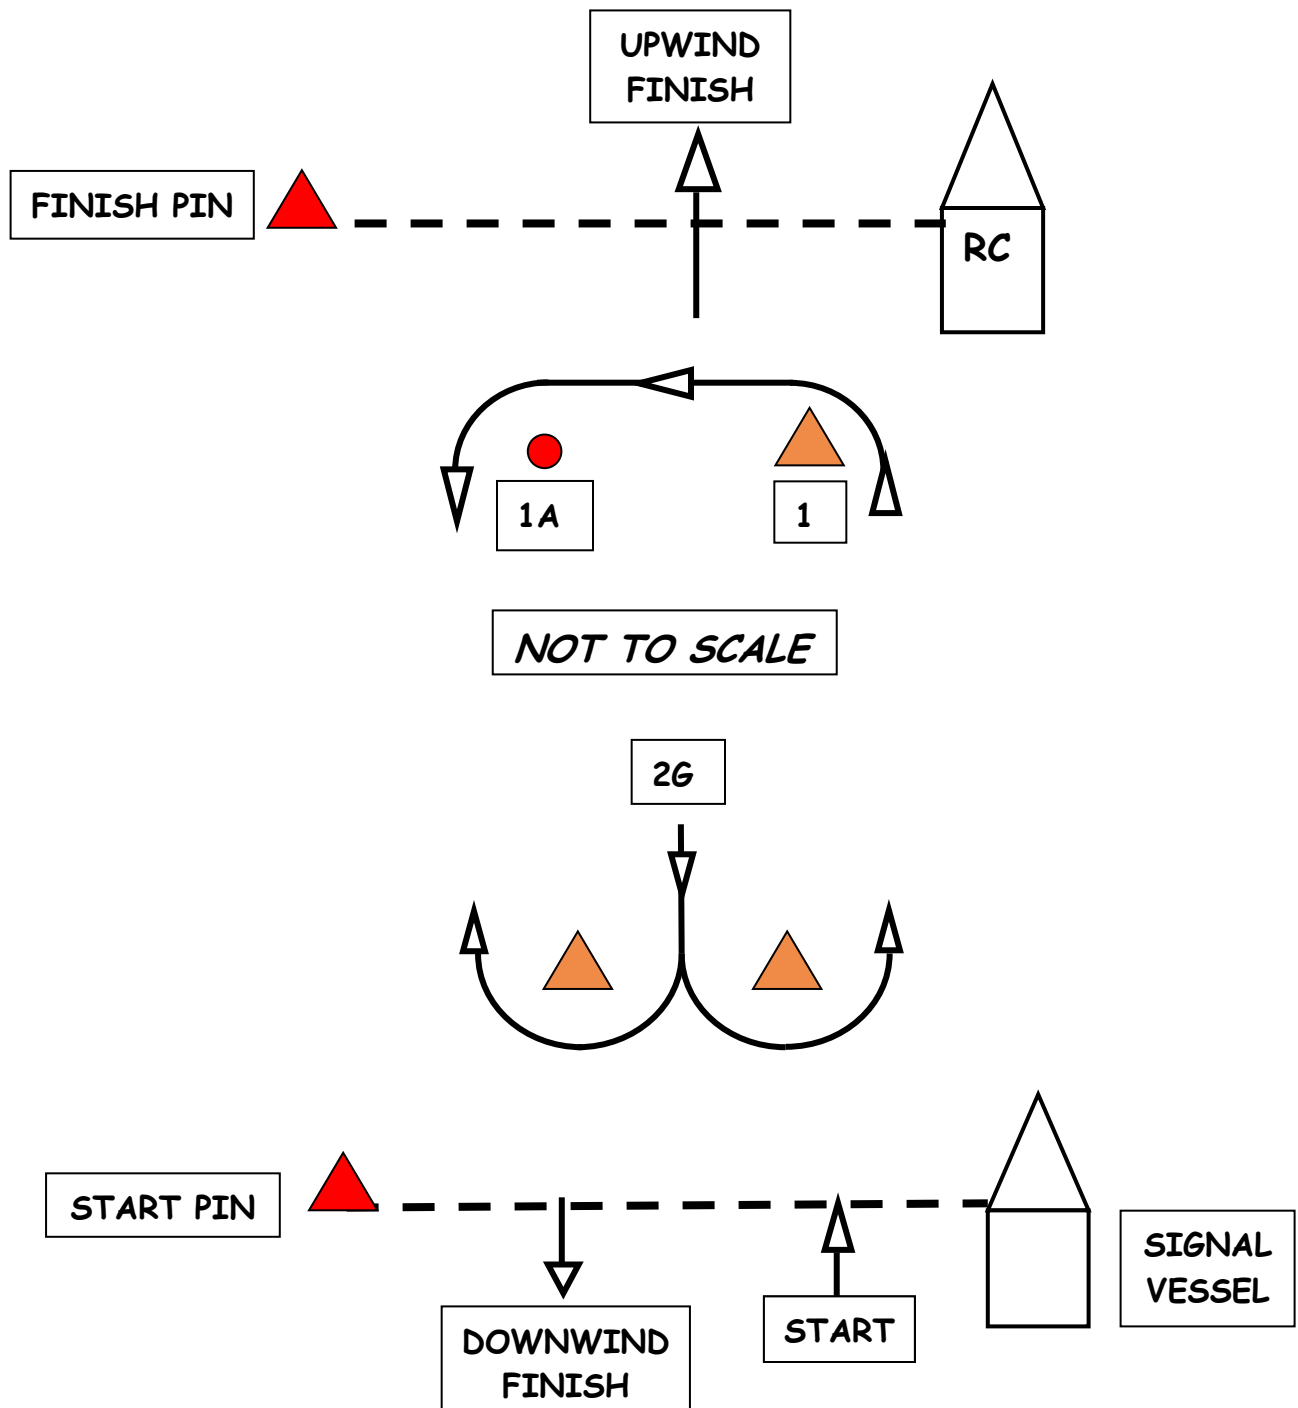 UPWIND
FINISH
FINISH PIN
RC
1A
1
NOT TO SCALE
2G
START PIN
SIGNAL
VESSEL
START
DOWNWIND
FINISH